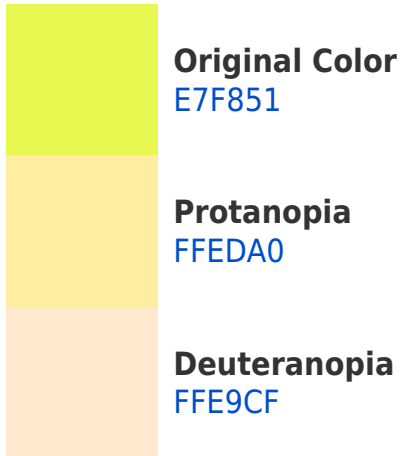 Original Color
E7F851
Protanopia
FFEDA0
Deuteranopia
FFE9CF